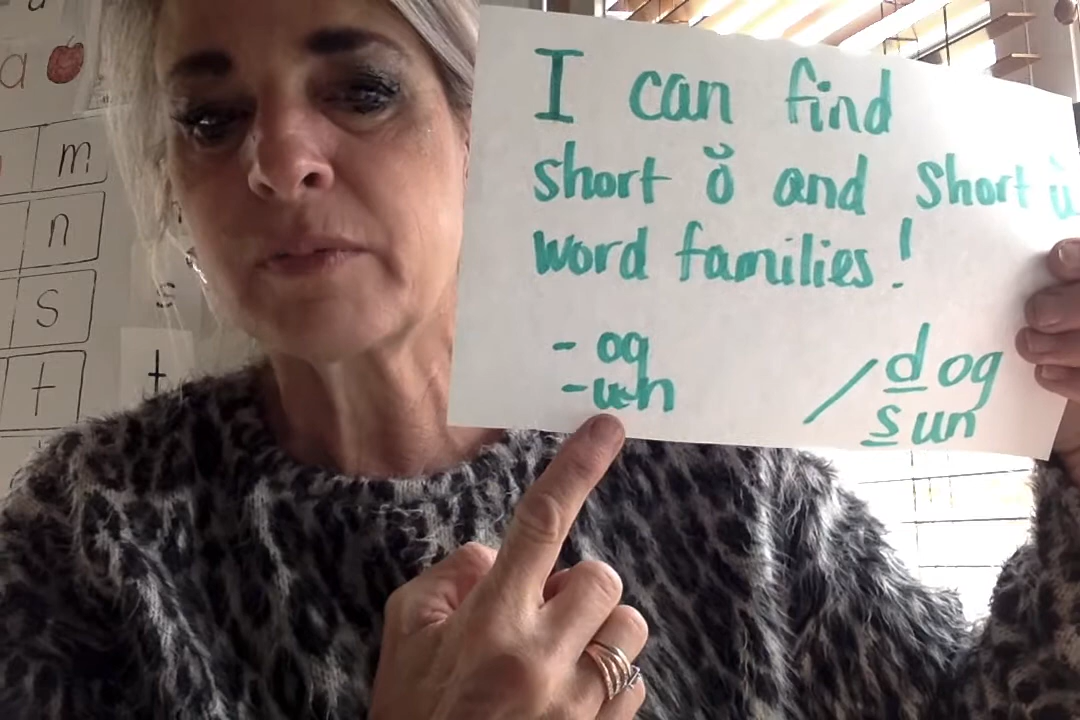 I can find
short ŏ and short ŭ
word families!
- og
- un
dog
sun
a
m
n
s
t
s
t